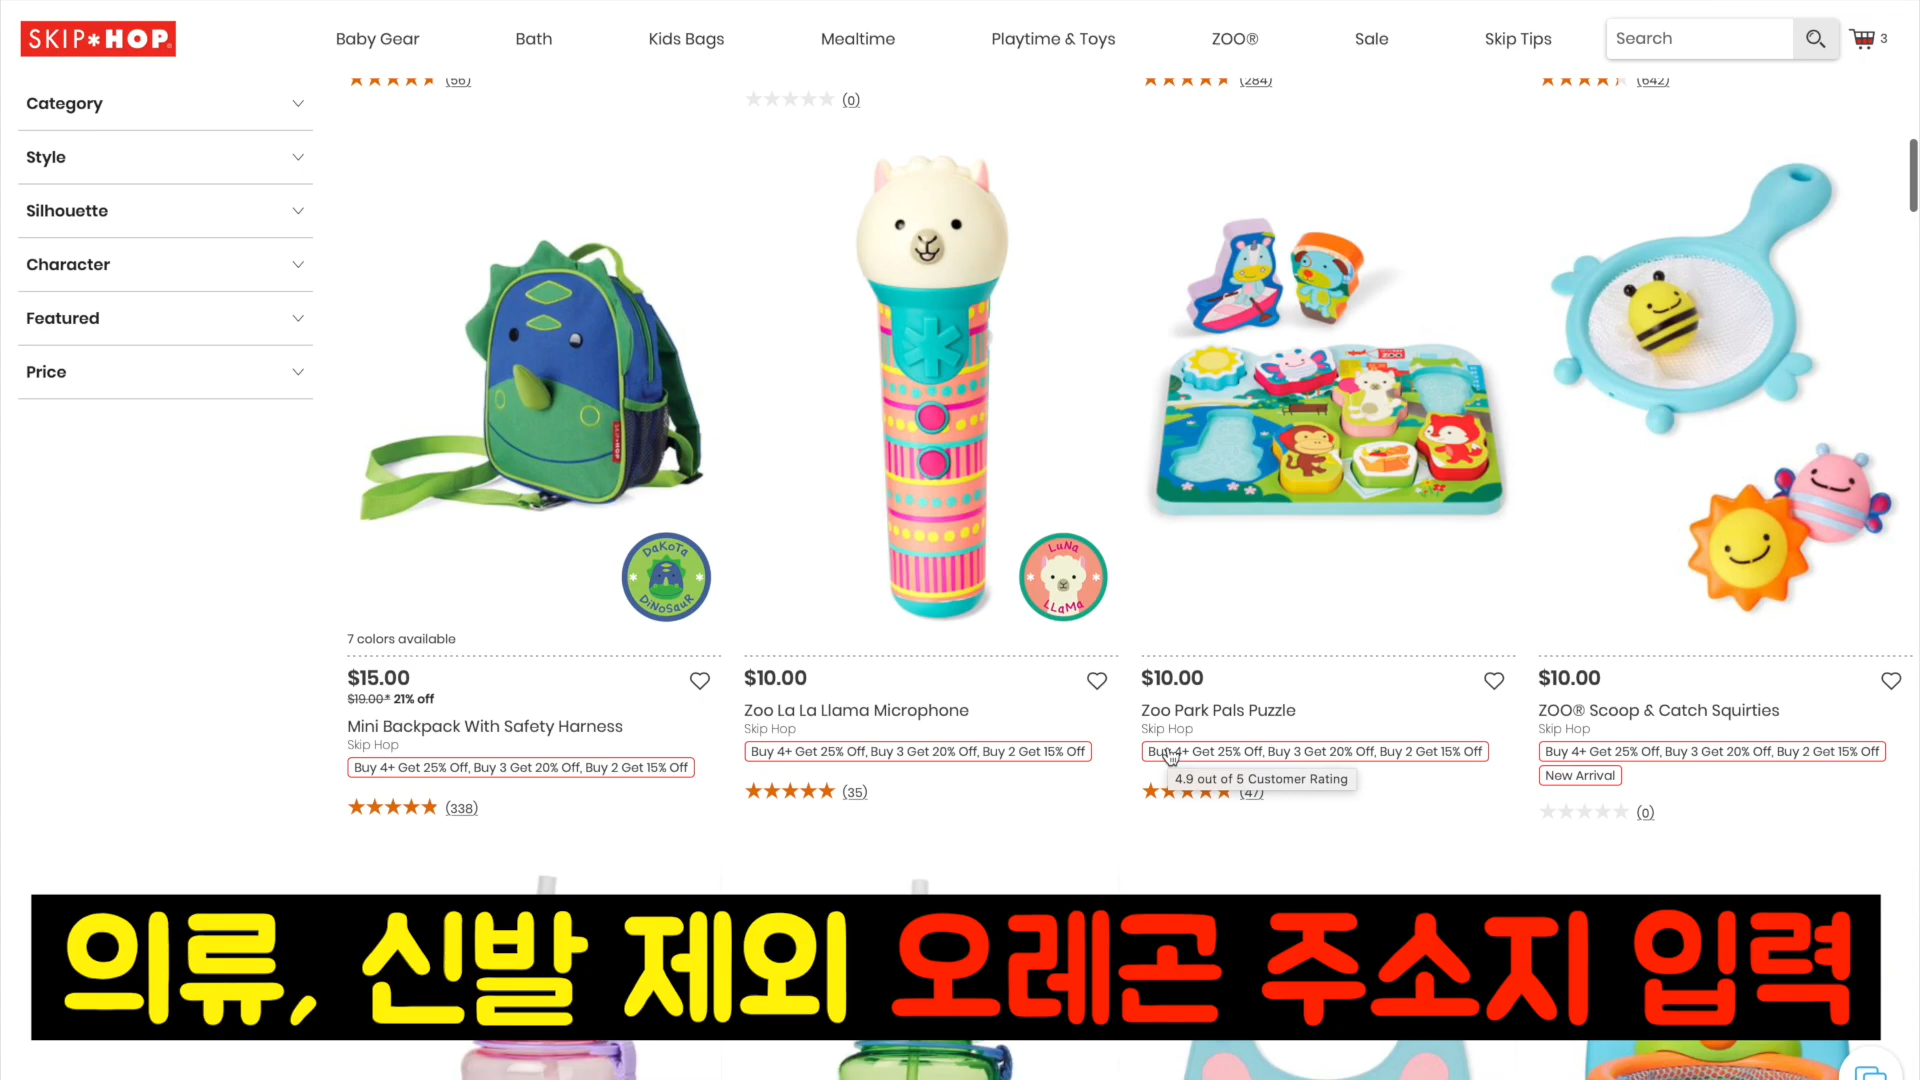 SKIP*HOP
Baby Gear
Bath
Kids Bags
Mealtime
Playtime & Toys
ZOO®
Sale
Skip Tips
Search
3
Category
Style
Silhouette
Character
Featured
Price
(56)
(0)
(284)
(642)
DaKoTa
DiNoSauR
LuNa
LLaMa
ZOO
SKIP*HOP
7 colors available
$15.00
$19.00* 21% off
Mini Backpack With Safety Harness
Skip Hop
Buy 4+ Get 25% Off, Buy 3 Get 20% Off, Buy 2 Get 15% Off
(338)
$10.00
Zoo La La Llama Microphone
Skip Hop
Buy 4+ Get 25% Off, Buy 3 Get 20% Off, Buy 2 Get 15% Off
(35)
$10.00
Zoo Park Pals Puzzle
Skip Hop
Buy 4+ Get 25% Off, Buy 3 Get 20% Off, Buy 2 Get 15% Off
4.9 out of 5 Customer Rating
(47)
$10.00
ZOO® Scoop & Catch Squirties
Skip Hop
Buy 4+ Get 25% Off, Buy 3 Get 20% Off, Buy 2 Get 15% Off
New Arrival
(0)
의류, 신발 제외 오레곤 주소지 입력